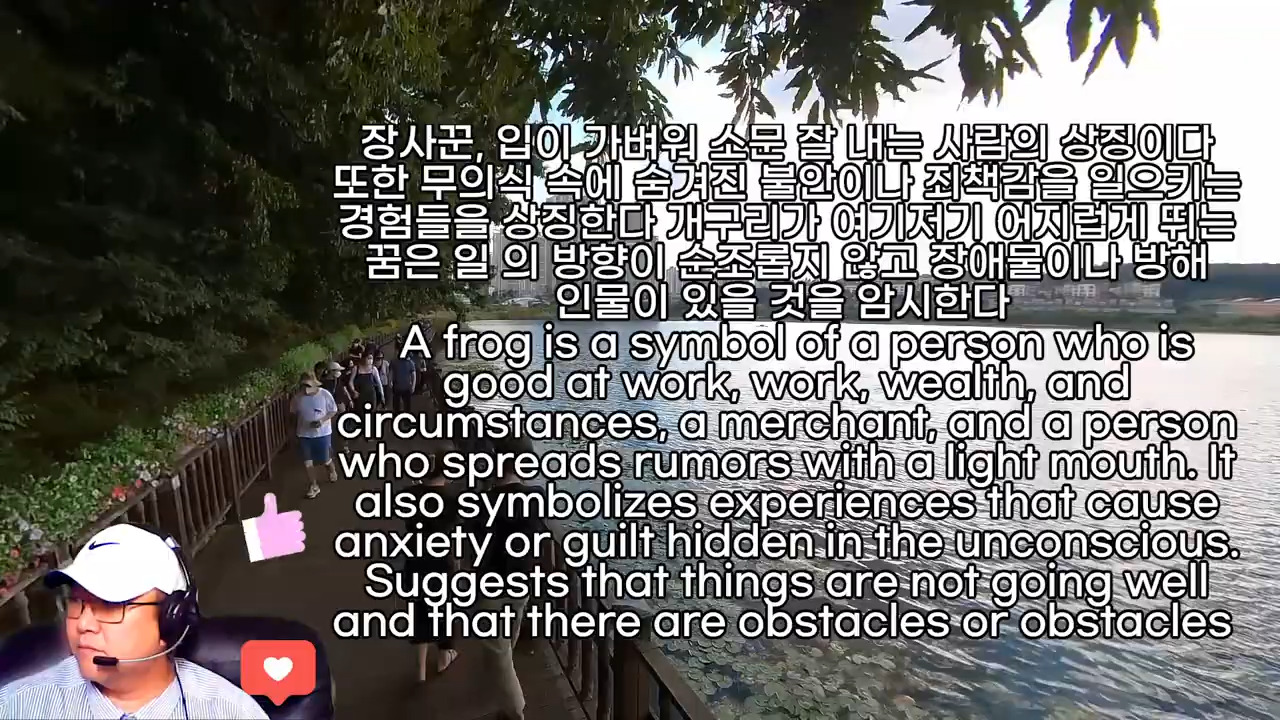 장사꾼, 입이 가벼워 소문 잘 내는 사람의 상징이다
또한 무의식 속에 숨겨진 불안이나 죄책감을 일으키는
경험들을 상징한다 개구리가 여기저기 어지럽게 뛰는
꿈은 일 의 방향이 순조롭지 않고 장애물이나 방해
인물이 있을 것을 암시한다
A frog is a symbol of a person who is
good at work, work, wealth, and
circumstances, a merchant, and a person
who spreads rumors with a light mouth. It
also symbolizes experiences that cause
anxiety or guilt hidden in the unconscious.
Suggests that things are not going well
and that there are obstacles or obstacles